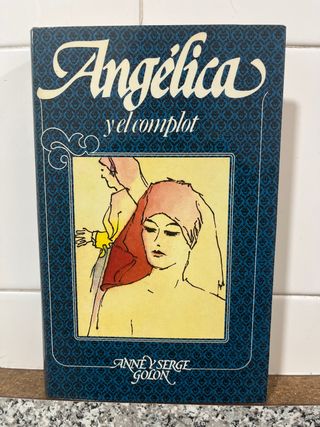 Angélica
y el complot
ANNE Y SERGE
GOLON